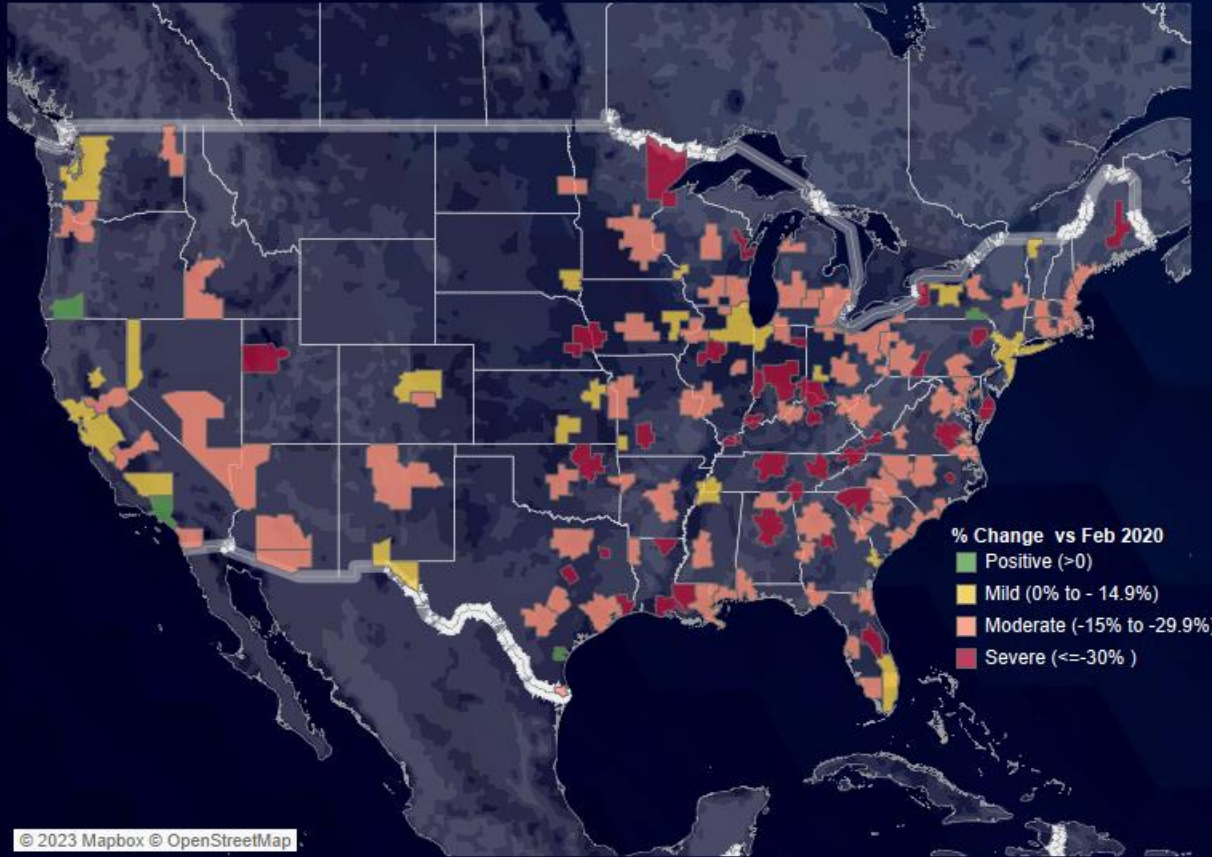 % Change vs Feb 2020
Positive (>0)
Mild (0% to - 14.9%)
Moderate (-15% to -29.9%)
Severe (<=-30% )
© 2023 Mapbox © OpenStreetMap